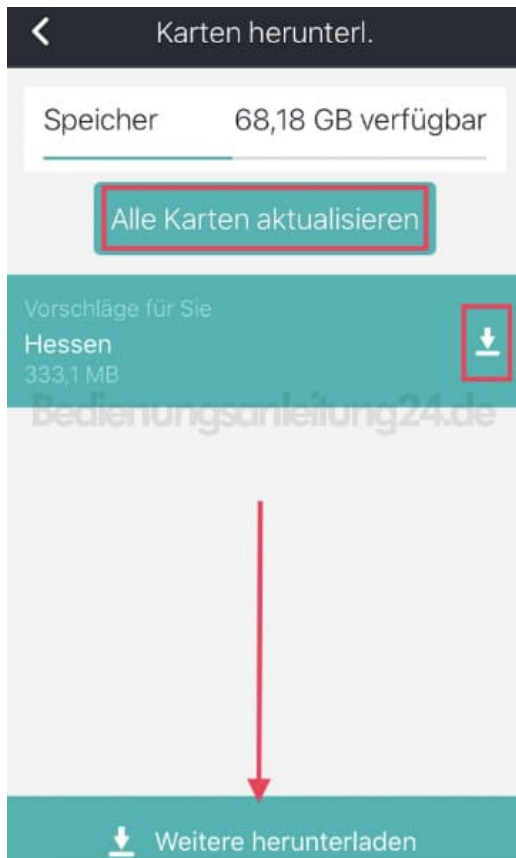 Karten herunterl.
Speicher 68,18 GB verfügbar
Alle Karten aktualisieren
Vorschläge für Sie
Hessen
333,1 MB
Bedienungsanleitung24.de
Weitere herunterladen